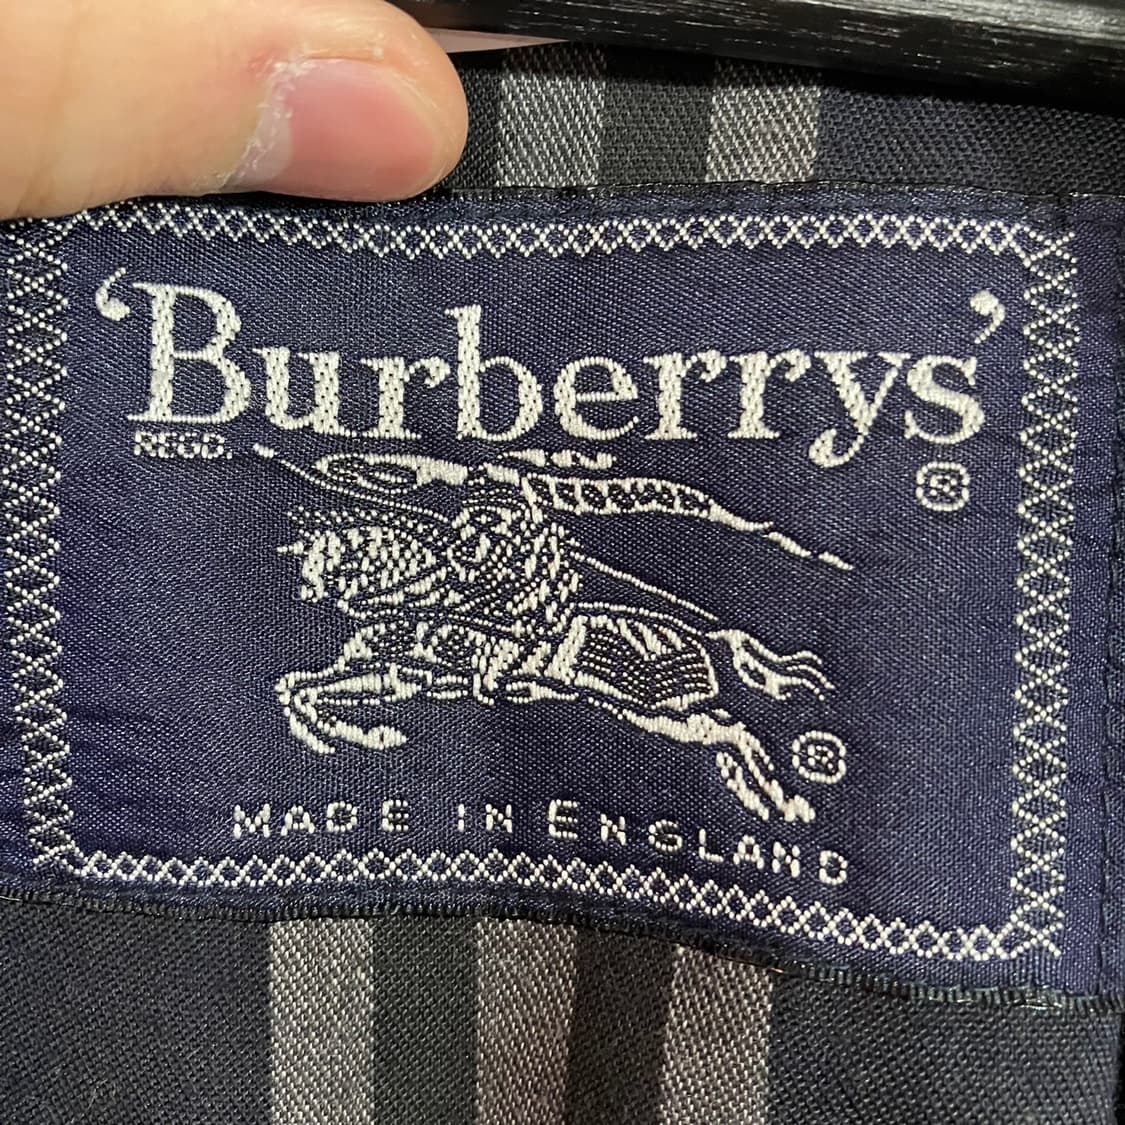 ‘Burberrys’
REGD.
®
®
MADE IN ENGLAND